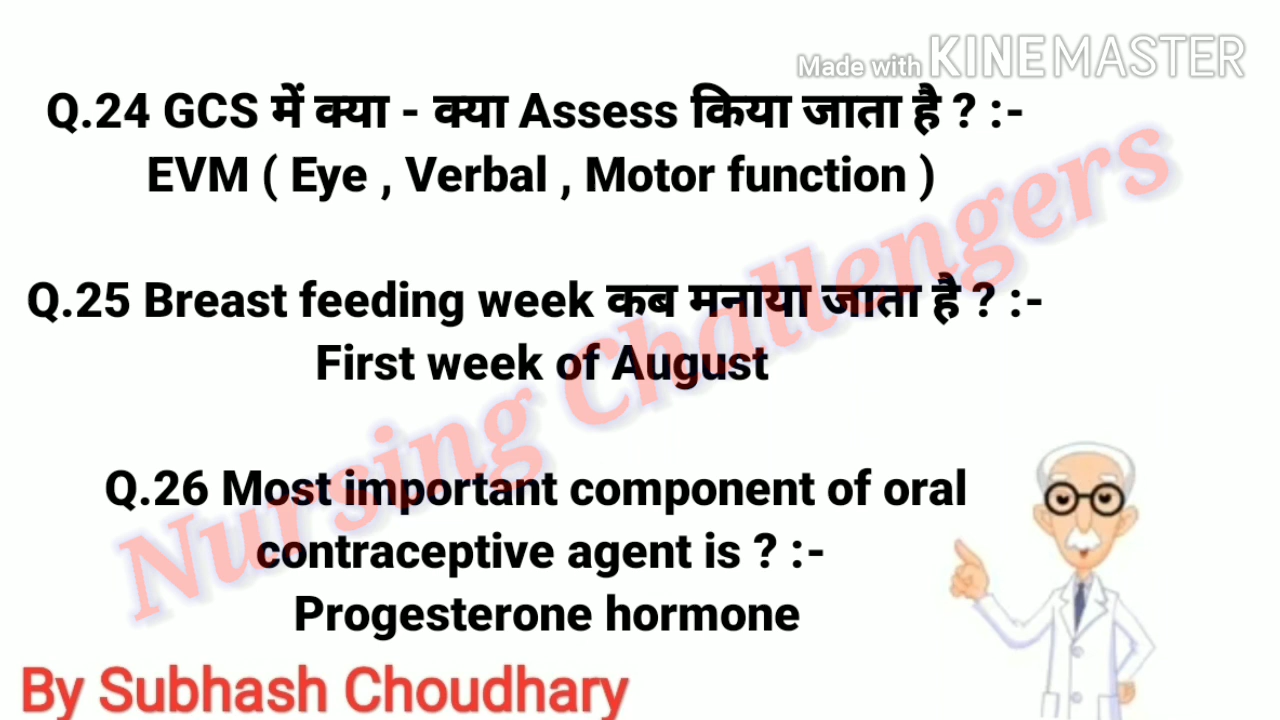 Made with KINEMASTER
Q.24 GCS में क्या - क्या Assess किया जाता है ? :-
EVM ( Eye , Verbal , Motor function )
Q.25 Breast feeding week कब मनाया जाता है ? :-
First week of August
Q.26 Most important component of oral
contraceptive agent is ? :-
Progesterone hormone
Nursing Challengers
By Subhash Choudhary